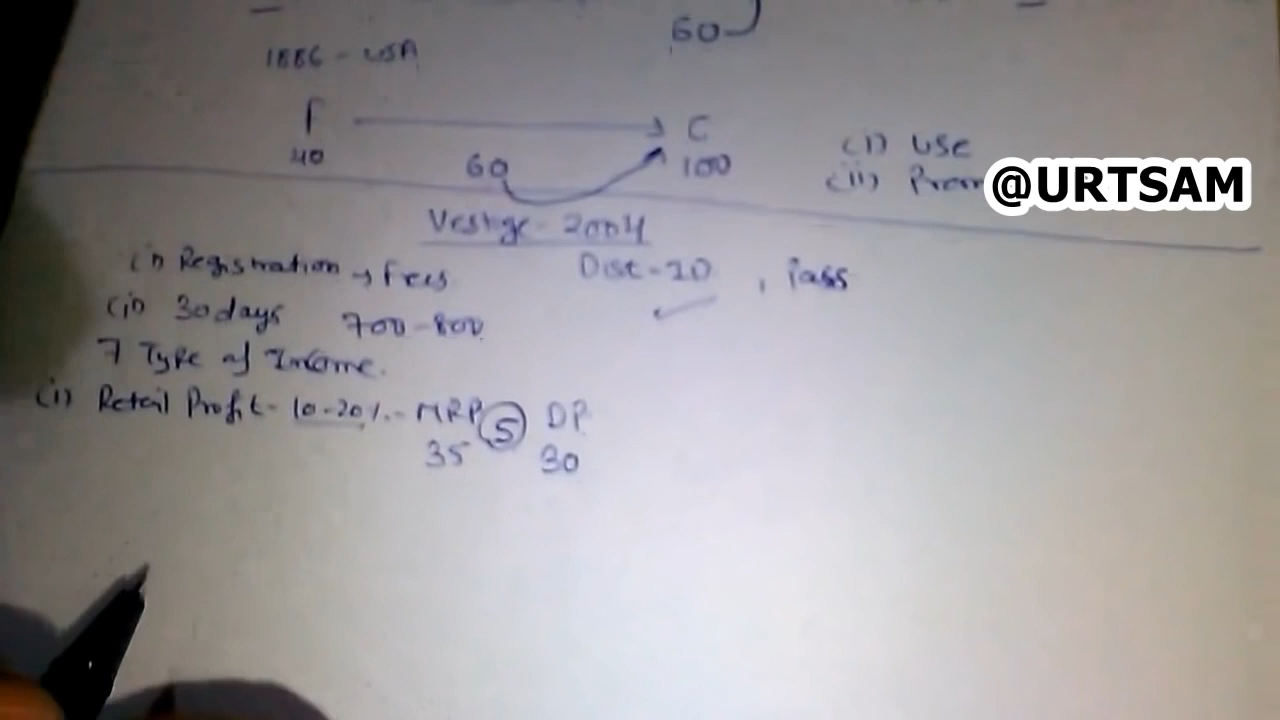 60
1886 - USA
F C
40 60 100
(i) Use
(ii) Prom
@URTSAM
Vestige - 2004
(i) Registration → Free Dist - 20 , Pass
(ii) 30 days 700 - 800
7 Type of Income.
(i) Retail Profit - 10-20% - MRP 5 DP
35 30